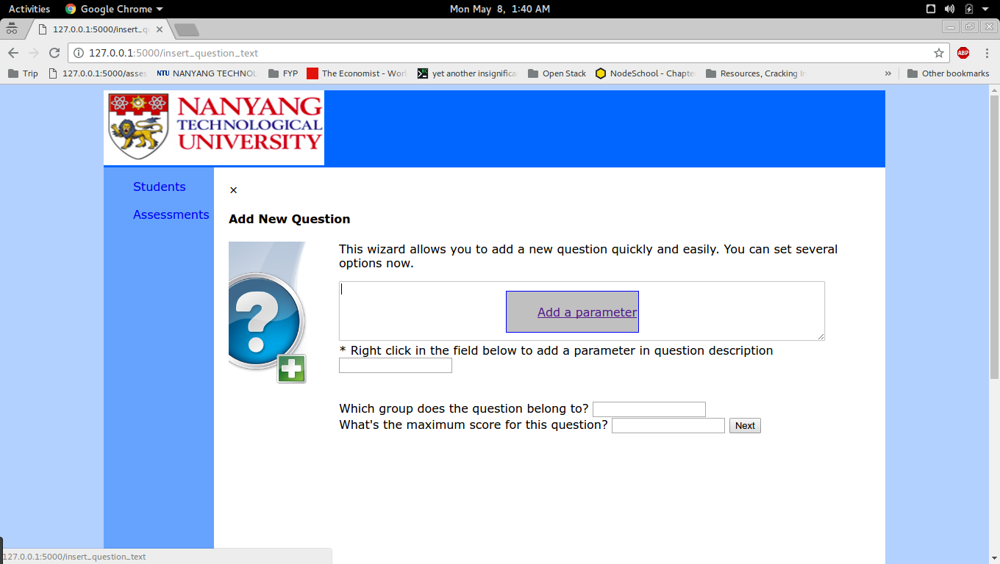 Activities Google Chrome Mon May 8, 1:40 AM
127.0.0.1:5000/insert_qu ×
127.0.0.1:5000/insert_question_text ABP
Trip 127.0.0.1:5000/asses NTU NANYANG TECHNOL FYP The Economist - Worl yet another insignifica Open Stack NodeSchool - Chapte Resources, Cracking In » Other bookmarks
NANYANG
TECHNOLOGICAL
UNIVERSITY
Students
Assessments
×
Add New Question
This wizard allows you to add a new question quickly and easily. You can set several
options now.
Add a parameter
* Right click in the field below to add a parameter in question description
Which group does the question belong to?
What's the maximum score for this question? Next
127.0.0.1:5000/insert_question_text